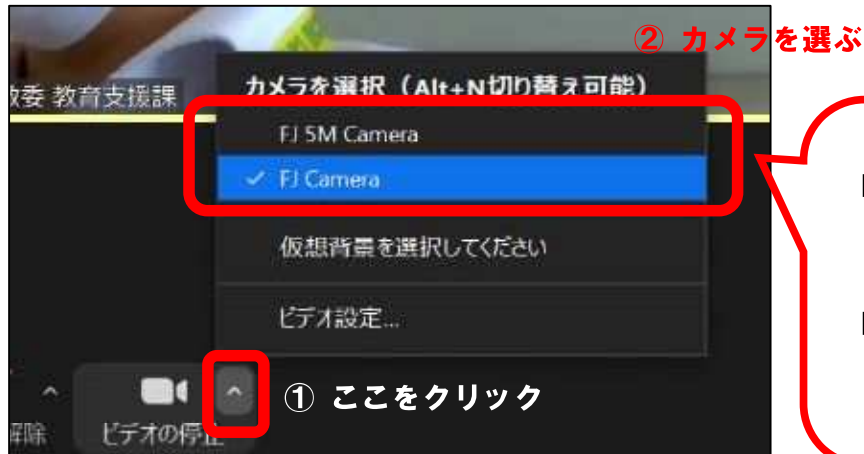 ② カメラを選ぶ
教育支援課
カメラを選択（Alt+N切り替え可能）
FJ 5M Camera
FJ Camera
仮想背景を選択してください
ビデオ設定...
① ここをクリック
解除
ビデオの停止